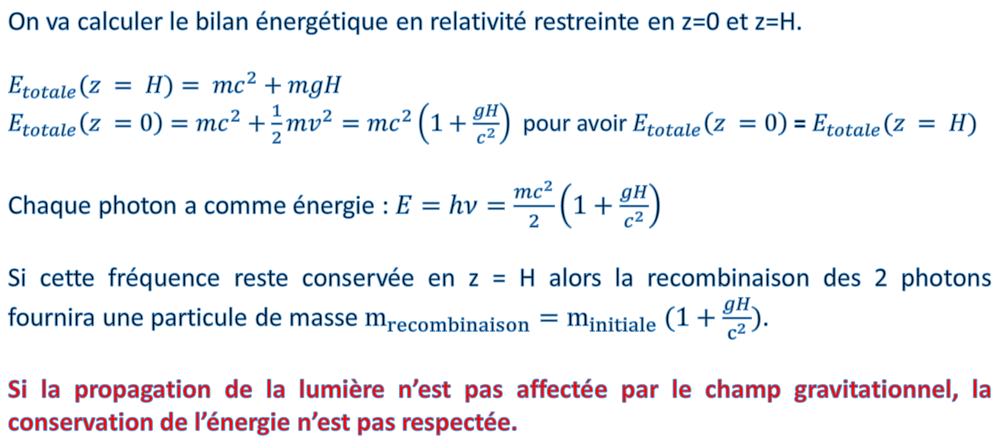 On va calculer le bilan énergétique en relativité restreinte en z=0 et z=H.
$E_{totale}(z = H) = mc^2 + mgH$
$E_{totale}(z = 0) = mc^2 + \frac{1}{2}mv^2 = mc^2\left(1 + \frac{gH}{c^2}\right)$ pour avoir $E_{totale}(z = 0)$ = $E_{totale}(z = H)$
Chaque photon a comme énergie : $E = h\nu = \frac{mc^2}{2}\left(1 + \frac{gH}{c^2}\right)$
Si cette fréquence reste conservée en z = H alors la recombinaison des 2 photons
fournira une particule de masse $\mathrm{m_{recombinaison}} = \mathrm{m_{initiale}}\,(1 + \frac{gH}{c^2})$.
Si la propagation de la lumière n’est pas affectée par le champ gravitationnel, la
conservation de l’énergie n’est pas respectée.